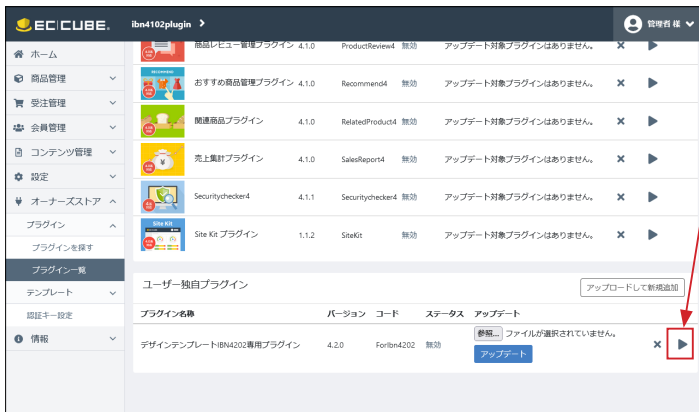 EC CUBE.
ibn4102plugin
管理者 様
ホーム
商品管理
受注管理
会員管理
コンテンツ管理
設定
オーナーズストア
プラグイン
プラグインを探す
プラグイン一覧
テンプレート
認証キー設定
情報
商品レビュー管理プラグイン 4.1.0 ProductReview4 無効 アップデート対象プラグインはありません。
おすすめ商品管理プラグイン 4.1.0 Recommend4 無効 アップデート対象プラグインはありません。
関連商品プラグイン 4.1.0 RelatedProduct4 無効 アップデート対象プラグインはありません。
売上集計プラグイン 4.1.0 SalesReport4 無効 アップデート対象プラグインはありません。
Securitychecker4 4.1.1 Securitychecker4 無効 アップデート対象プラグインはありません。
Site Kit
Site Kit プラグイン 1.1.2 SiteKit 無効 アップデート対象プラグインはありません。
ユーザー独自プラグイン
アップロードして新規追加
プラグイン名称 バージョン コード ステータス アップデート
デザインテンプレートIBN4202専用プラグイン 4.2.0 ForIbn4202 無効
参照... ファイルが選択されていません。
アップデート